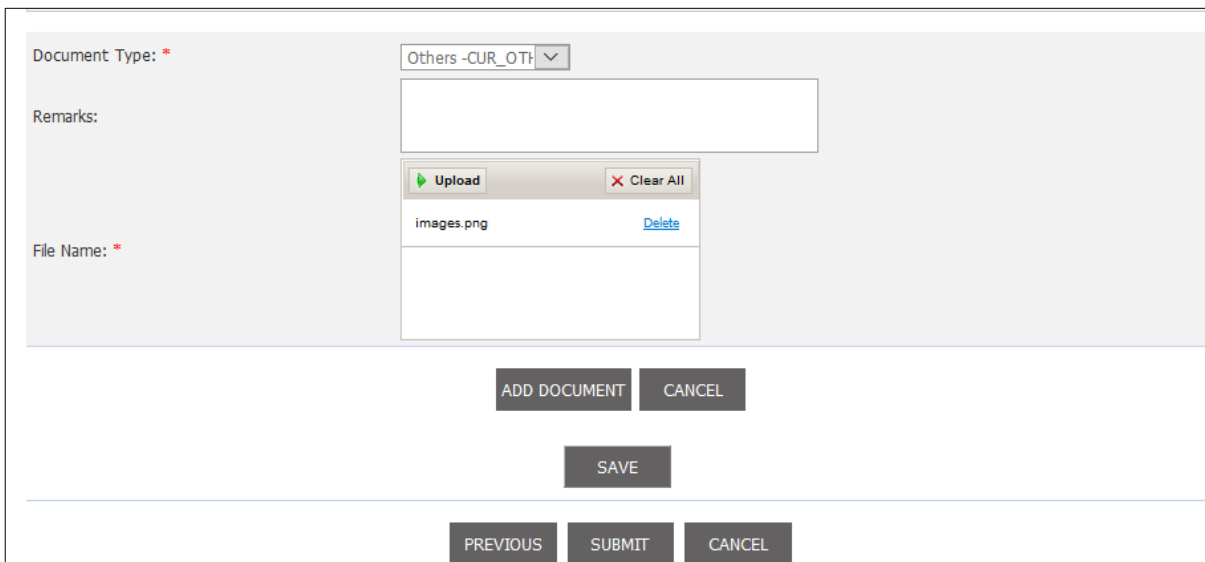 Document Type: *
Others -CUR_OTH
Remarks:
Upload
Clear All
images.png
Delete
File Name: *
ADD DOCUMENT
CANCEL
SAVE
PREVIOUS
SUBMIT
CANCEL